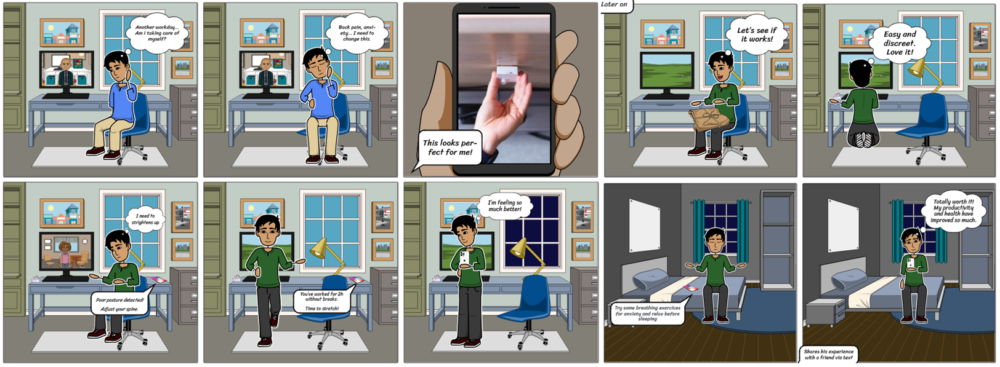 Another workday...
Am I taking care of
myself?
Back pain, anxi-
ety... I need to
change this.
This looks per-
fect for me!
Later on
Let's see if
it works!
Easy and
discreet.
Love it!
I need to
strightens up
Poor posture detected!
Adjust your spine.
You've worked for 2h
without breaks.
Time to stretch!
I'm feeling so
much better!
Try some breathing exercices
for anxiety and relax before
sleeping
Totally worth it!
My productivity
and health have
improved so much.
Shares his experience
with a friend via text